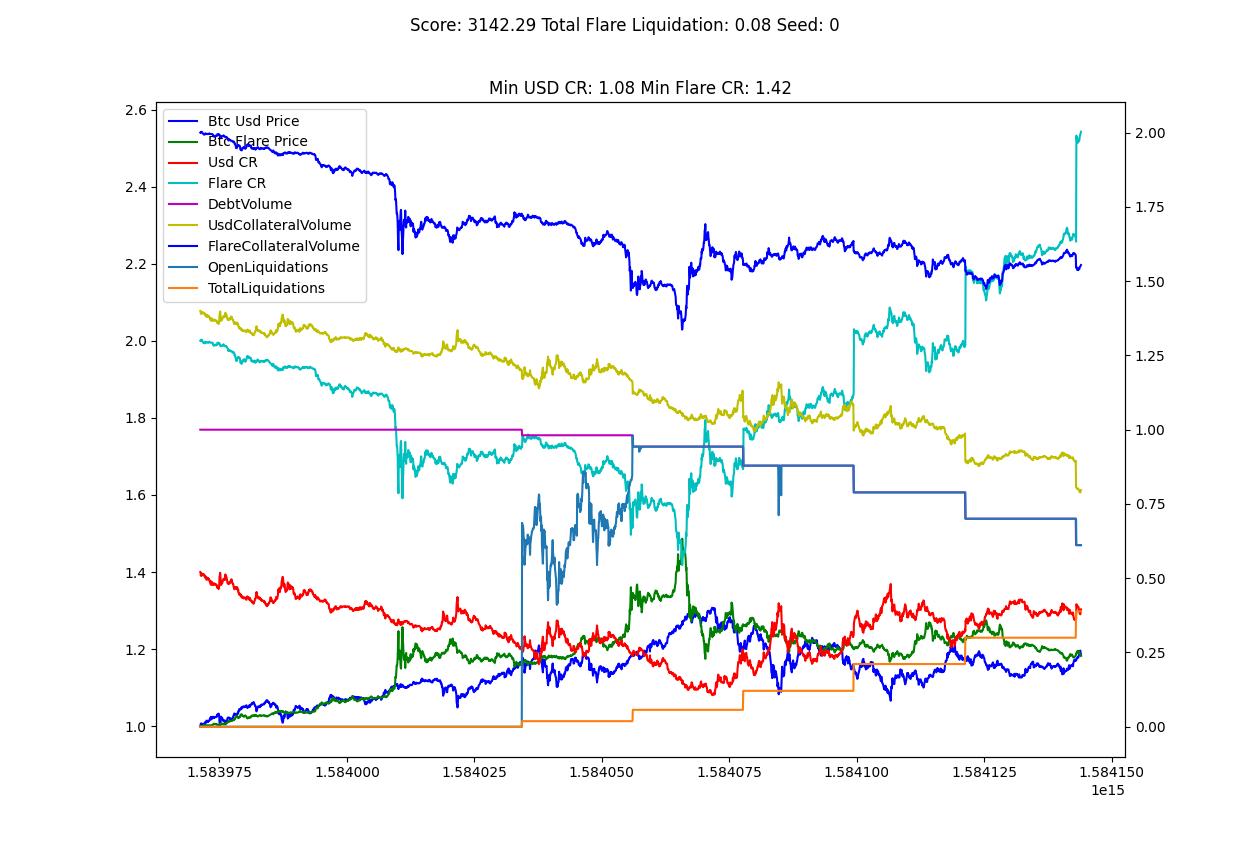 Score: 3142.29 Total Flare Liquidation: 0.08 Seed: 0
Min USD CR: 1.08 Min Flare CR: 1.42
Btc Usd Price
Btc Flare Price
Usd CR
Flare CR
DebtVolume
UsdCollateralVolume
FlareCollateralVolume
OpenLiquidations
TotalLiquidations
2.6
2.4
2.2
2.0
1.8
1.6
1.4
1.2
1.0
2.00
1.75
1.50
1.25
1.00
0.75
0.50
0.25
0.00
1.583975 1.584000 1.584025 1.584050 1.584075 1.584100 1.584125 1.584150
1e15